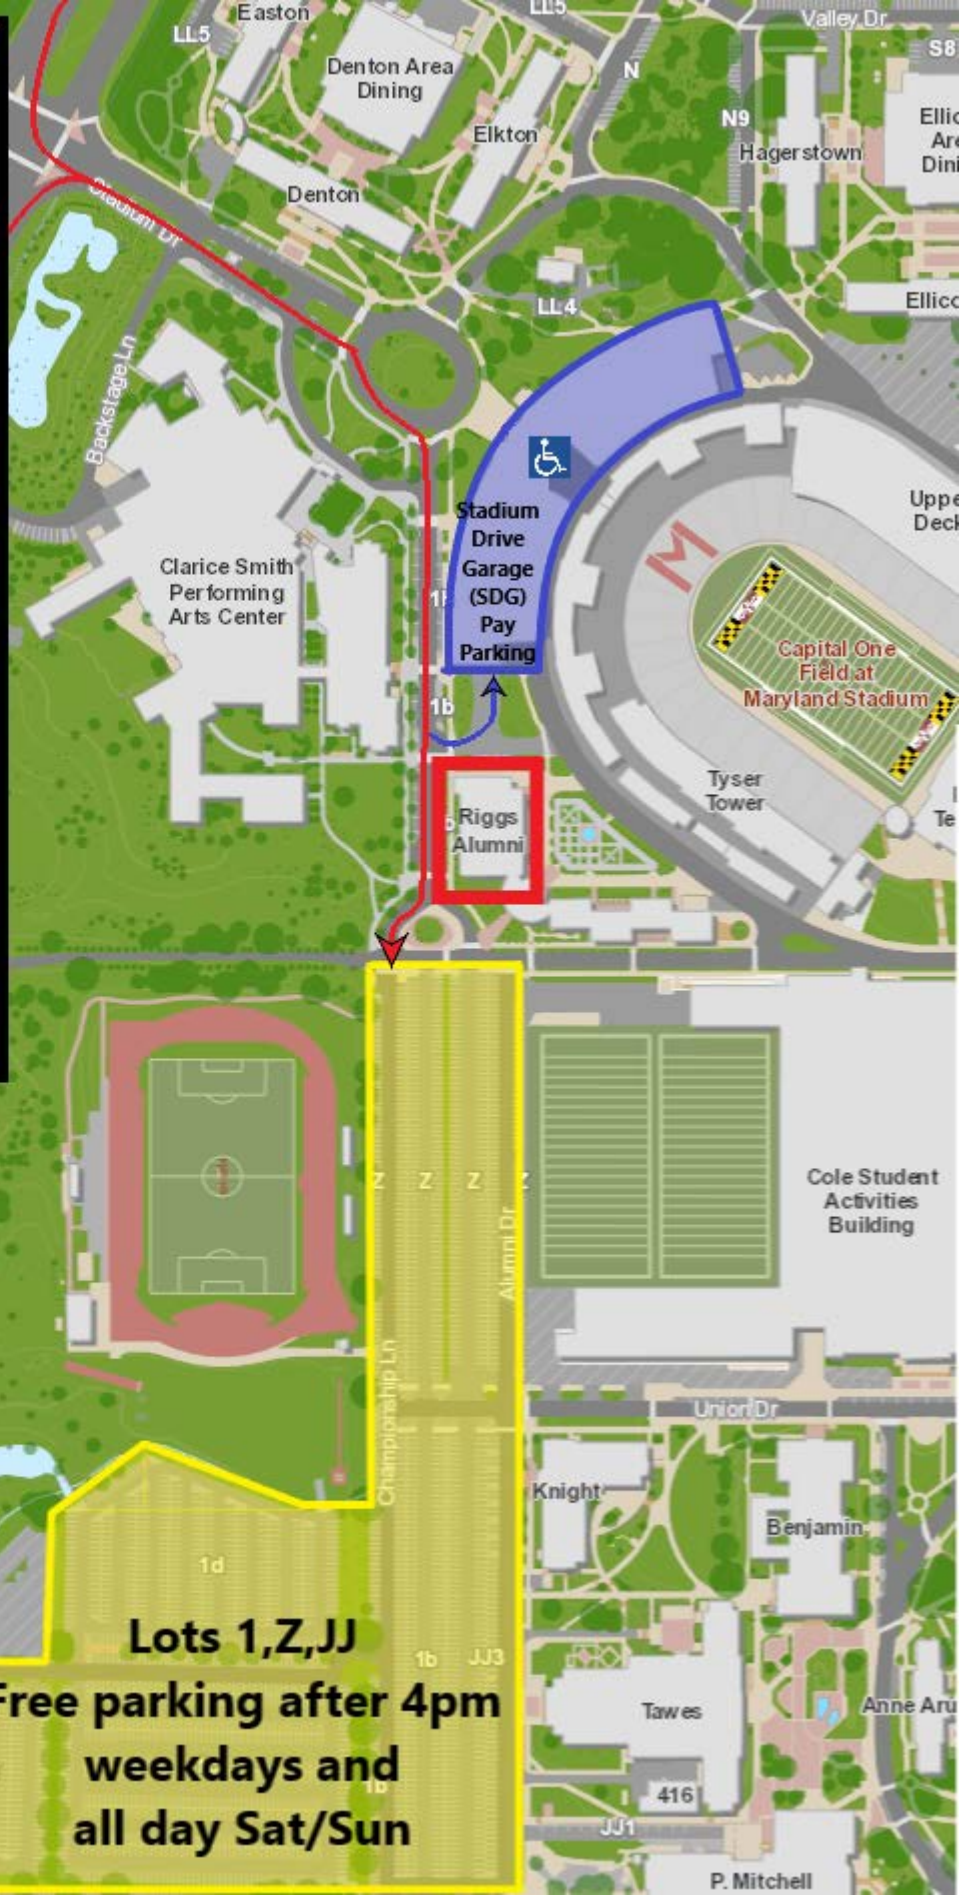 Easton
LL5
LL5
Valley Dr
Denton Area
Dining
N
S8
N9
Elkton
Hagerstown
Denton
Stadium Dr
LL4
Backstage Ln
Stadium
Drive
Garage
(SDG)
Pay
Parking
Clarice Smith
Performing
Arts Center
M
Capital One
Field at
Maryland Stadium
1b
Tyser
Tower
Riggs
Alumni
Z
Z
Z
Z
Alumni Dr
Cole Student
Activities
Building
Championship Ln
Union Dr
Knight
Benjamin
1d
Lots 1,Z,JJ
1b
JJ3
Free parking after 4pm
weekdays and
1b
all day Sat/Sun
Tawes
416
JJ1
P. Mitchell